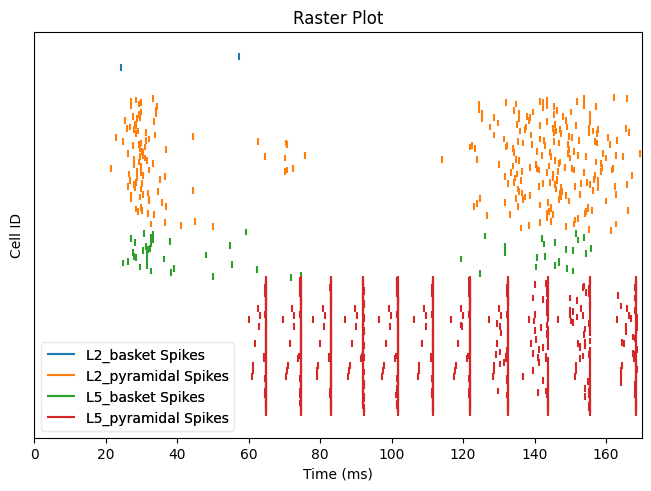 Raster Plot
Cell ID
L2_basket Spikes
L2_pyramidal Spikes
L5_basket Spikes
L5_pyramidal Spikes
0 20 40 60 80 100 120 140 160
Time (ms)